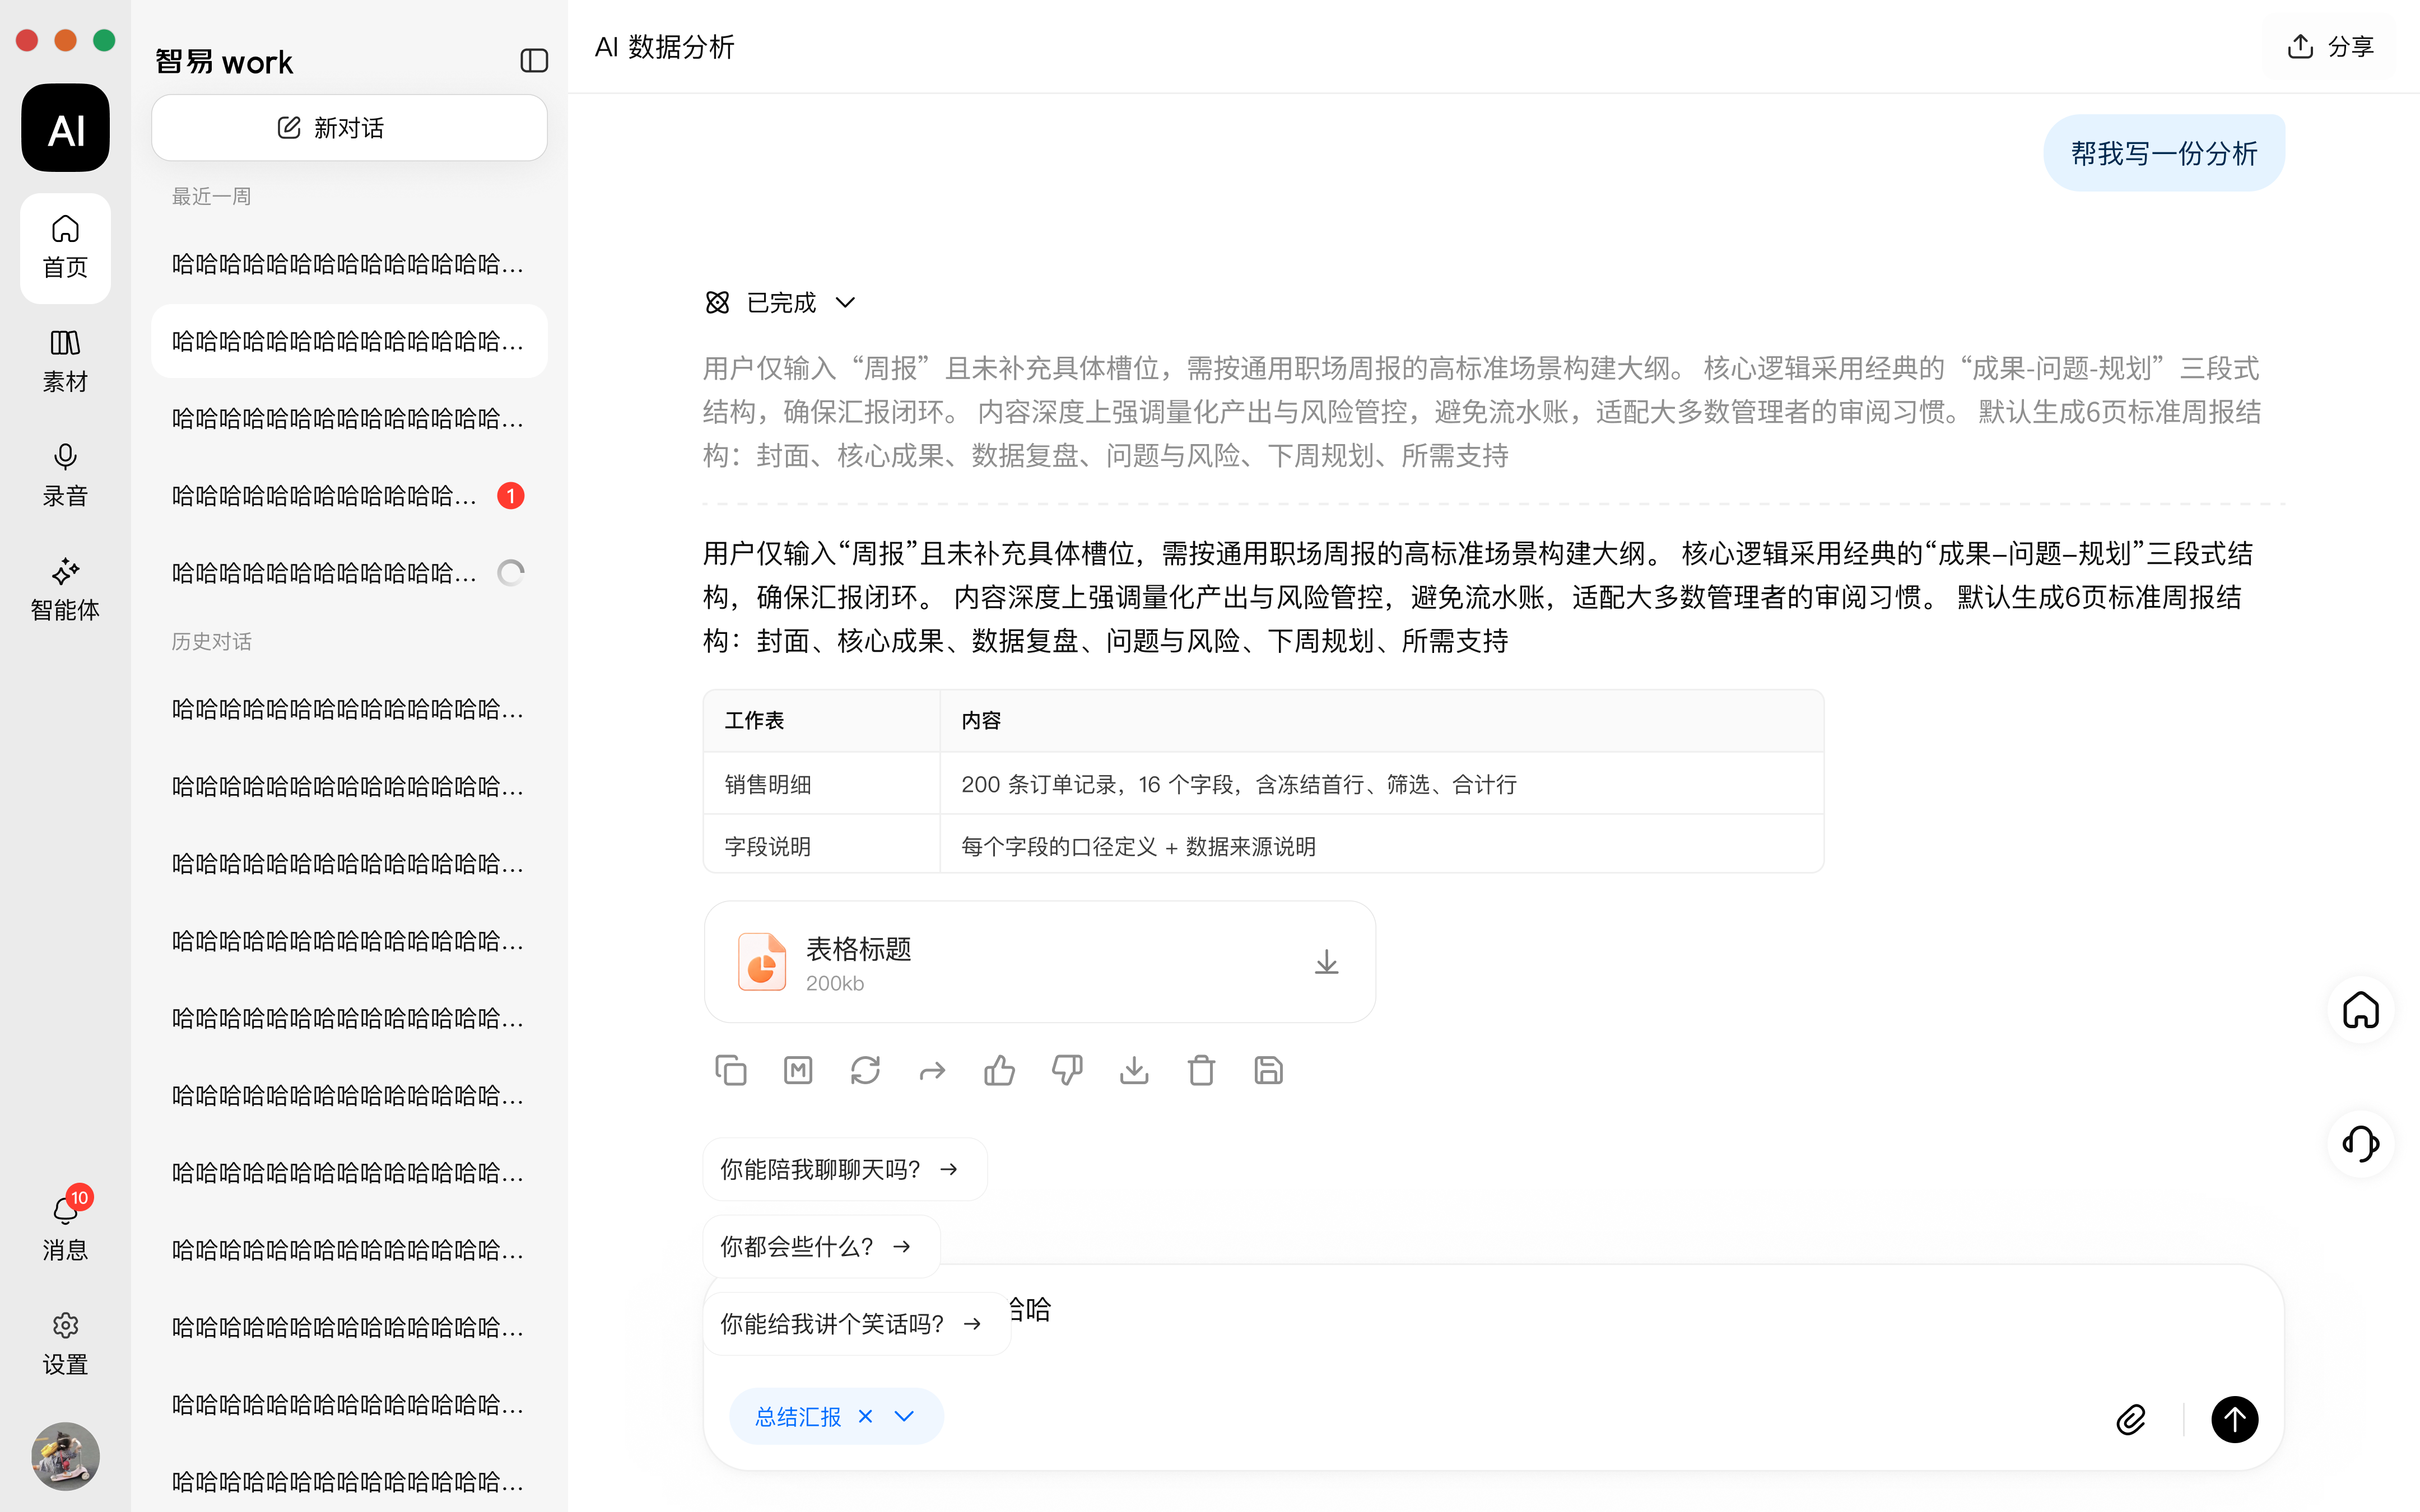 智易 work
AI 数据分析
分享
AI
新对话
帮我写一份分析
最近一周
首页
哈哈哈哈哈哈哈哈哈哈哈哈哈哈...
哈哈哈哈哈哈哈哈哈哈哈哈哈哈...
素材
哈哈哈哈哈哈哈哈哈哈哈哈哈哈...
录音
哈哈哈哈哈哈哈哈哈哈哈哈... 1
哈哈哈哈哈哈哈哈哈哈哈哈...
智能体
历史对话
哈哈哈哈哈哈哈哈哈哈哈哈哈哈...
哈哈哈哈哈哈哈哈哈哈哈哈哈哈...
哈哈哈哈哈哈哈哈哈哈哈哈哈哈...
哈哈哈哈哈哈哈哈哈哈哈哈哈哈...
哈哈哈哈哈哈哈哈哈哈哈哈哈哈...
哈哈哈哈哈哈哈哈哈哈哈哈哈哈...
哈哈哈哈哈哈哈哈哈哈哈哈哈哈...
哈哈哈哈哈哈哈哈哈哈哈哈哈哈...
哈哈哈哈哈哈哈哈哈哈哈哈哈哈...
哈哈哈哈哈哈哈哈哈哈哈哈哈哈...
哈哈哈哈哈哈哈哈哈哈哈哈哈哈...
10
消息
设置
已完成
用户仅输入“周报”且未补充具体槽位，需按通用职场周报的高标准场景构建大纲。 核心逻辑采用经典的“成果-问题-规划”三段式
结构，确保汇报闭环。 内容深度上强调量化产出与风险管控，避免流水账，适配大多数管理者的审阅习惯。 默认生成6页标准周报结
构：封面、核心成果、数据复盘、问题与风险、下周规划、所需支持
用户仅输入“周报”且未补充具体槽位，需按通用职场周报的高标准场景构建大纲。 核心逻辑采用经典的“成果–问题–规划”三段式结
构，确保汇报闭环。 内容深度上强调量化产出与风险管控，避免流水账，适配大多数管理者的审阅习惯。 默认生成6页标准周报结
构：封面、核心成果、数据复盘、问题与风险、下周规划、所需支持
工作表 内容
销售明细 200 条订单记录，16 个字段，含冻结首行、筛选、合计行
字段说明 每个字段的口径定义 + 数据来源说明
表格标题
200kb
你能陪我聊聊天吗？
你都会些什么？
你能给我讲个笑话吗？ 哈哈
总结汇报